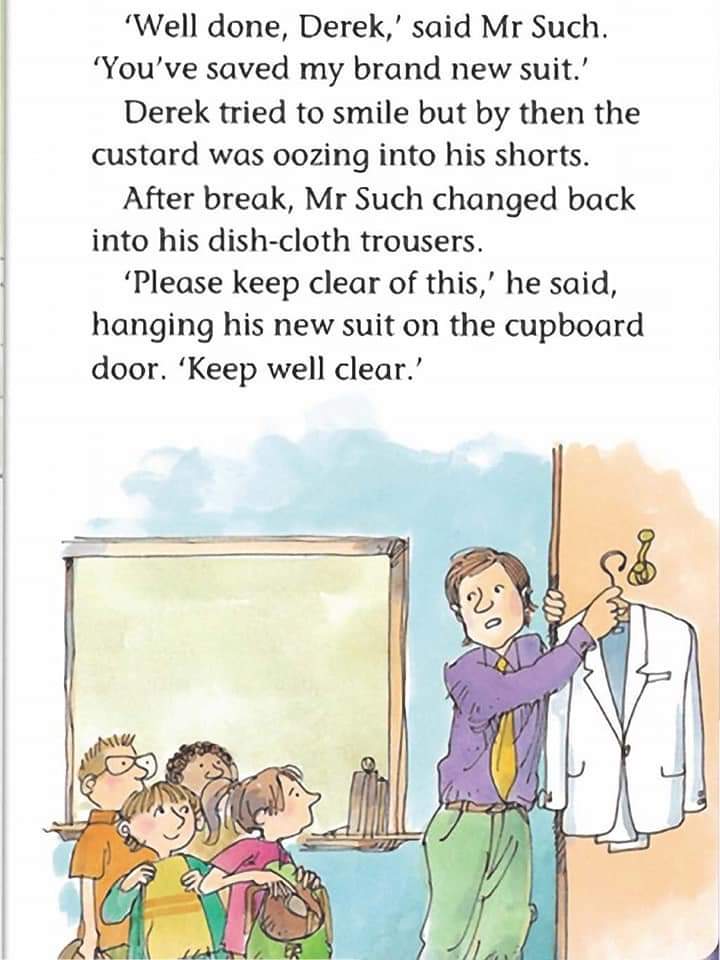 ‘Well done, Derek,’ said Mr Such.
‘You’ve saved my brand new suit.’
Derek tried to smile but by then the
custard was oozing into his shorts.
After break, Mr Such changed back
into his dish-cloth trousers.
‘Please keep clear of this,’ he said,
hanging his new suit on the cupboard
door. ‘Keep well clear.’